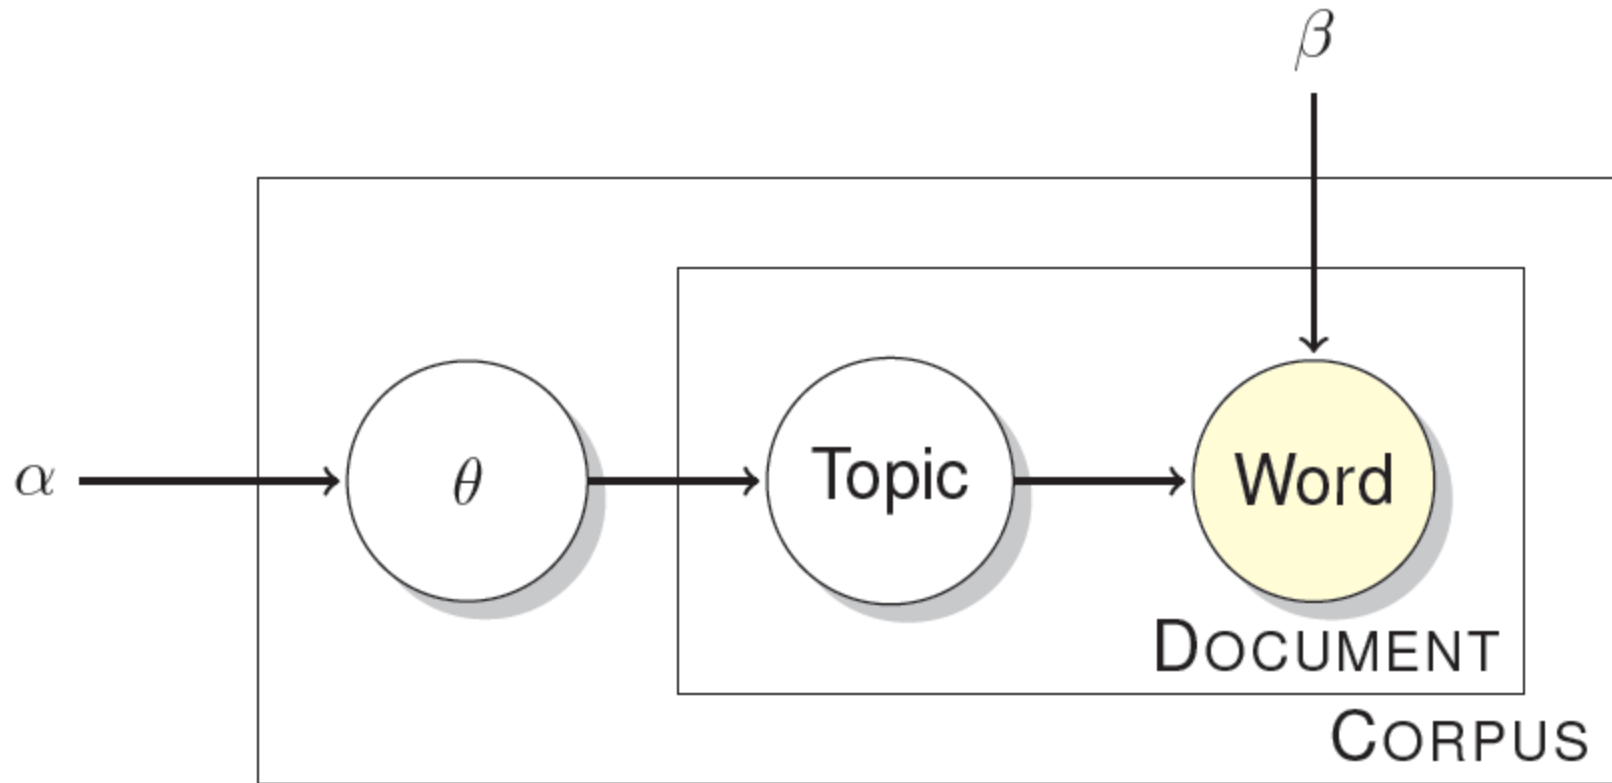 β
α
θ
Topic
Word
DOCUMENT
CORPUS